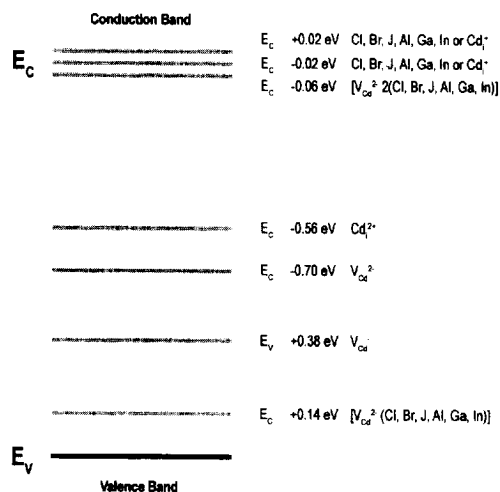 Conduction Band
E_C
E_C +0.02 eV Cl, Br, J, Al, Ga, In or Cd_i^+
E_C -0.02 eV Cl, Br, J, Al, Ga, In or Cd_i^+
E_C -0.06 eV [V_Cd^2- 2(Cl, Br, J, Al, Ga, In)]
E_C -0.56 eV Cd_i^2+
E_C -0.70 eV V_Cd^2-
E_V +0.38 eV V_Cd^-
E_C +0.14 eV [V_Cd^2- (Cl, Br, J, Al, Ga, In)]
E_V
Valence Band